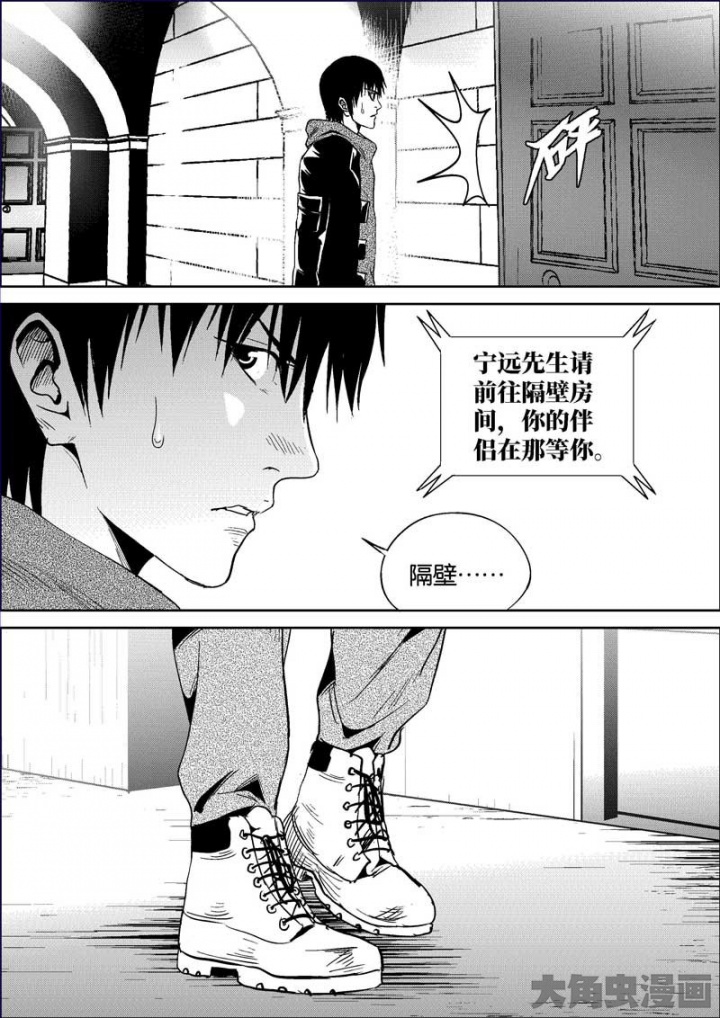 砰
宁远先生请
前往隔壁房
间，你的伴
侣在那等你。
隔壁……
大角虫漫画